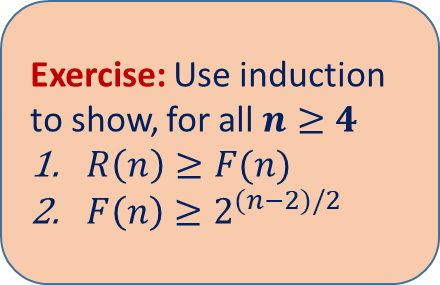 Exercise: Use induction
to show, for all n ≥ 4
1. R(n) ≥ F(n)
2. F(n) ≥ 2^{(n−2)/2}